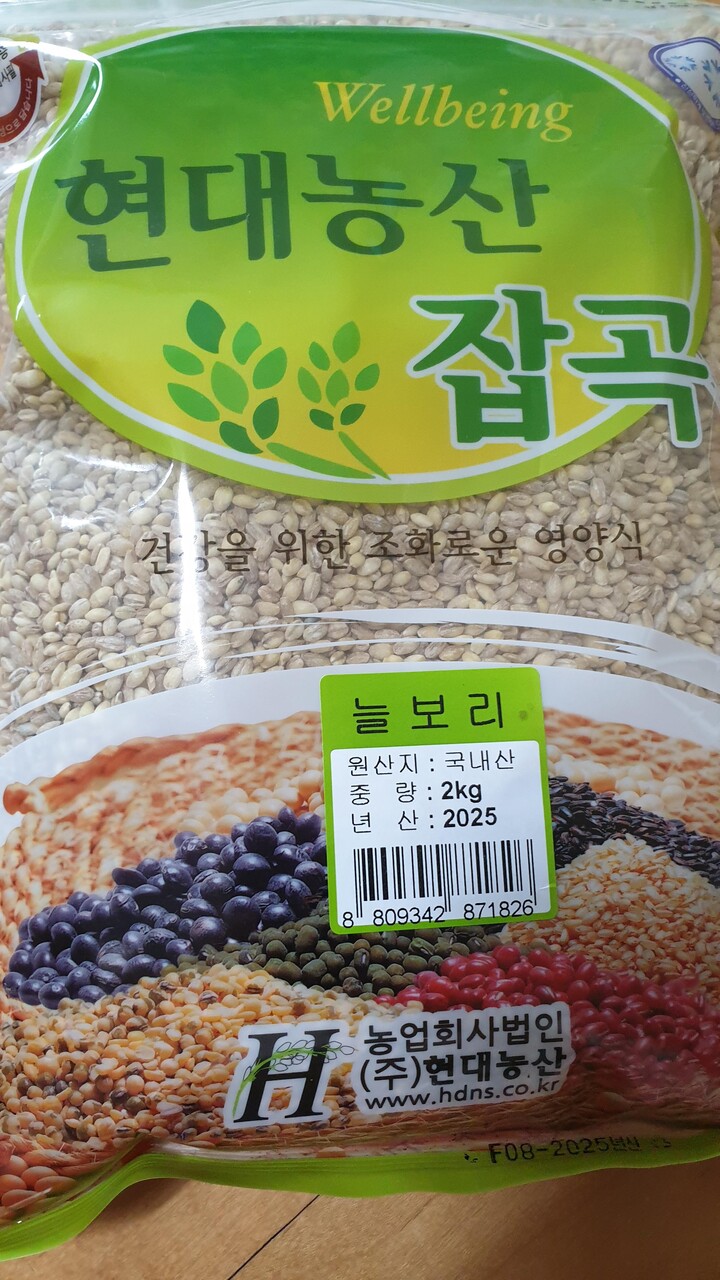 Wellbeing
현대농산
잡곡
건강을 위한 조화로운 영양식
늘보리
원산지 : 국내산
중 량 : 2kg
년 산 : 2025
8 809342 871826
H
농업회사법인
(주)현대농산
www.hdns.co.kr
F08-2025년산